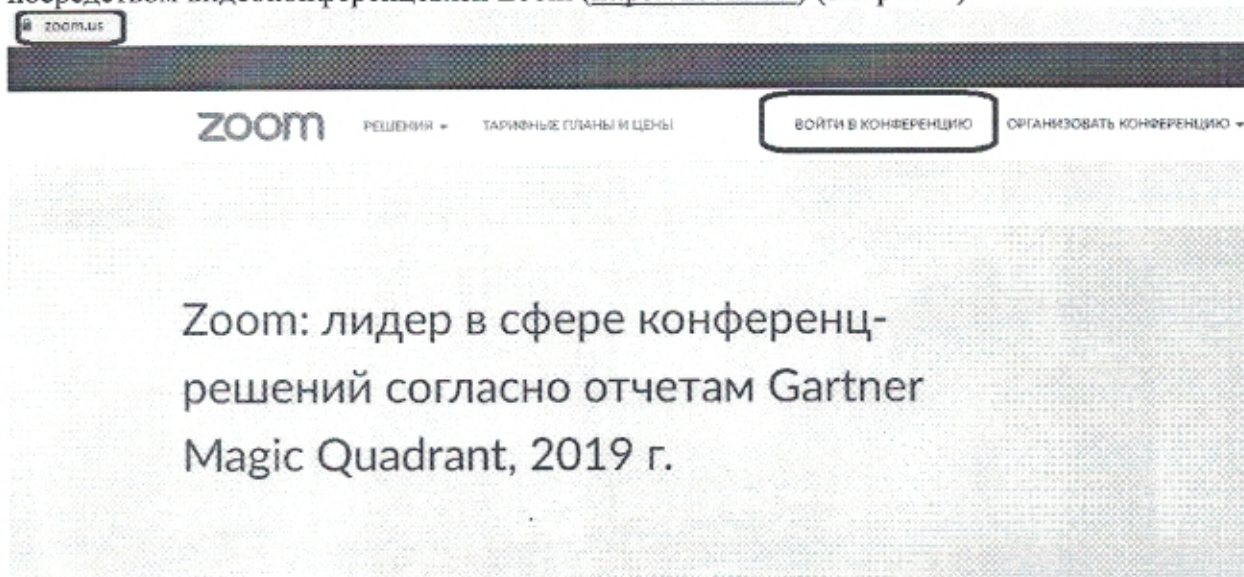 zoom.us
zoom РЕШЕНИЯ ТАРИФНЫЕ ПЛАНЫ И ЦЕНЫ ВОЙТИ В КОНФЕРЕНЦИЮ ОРГАНИЗОВАТЬ КОНФЕРЕНЦИЮ
Zoom: лидер в сфере конференц-
решений согласно отчетам Gartner
Magic Quadrant, 2019 г.